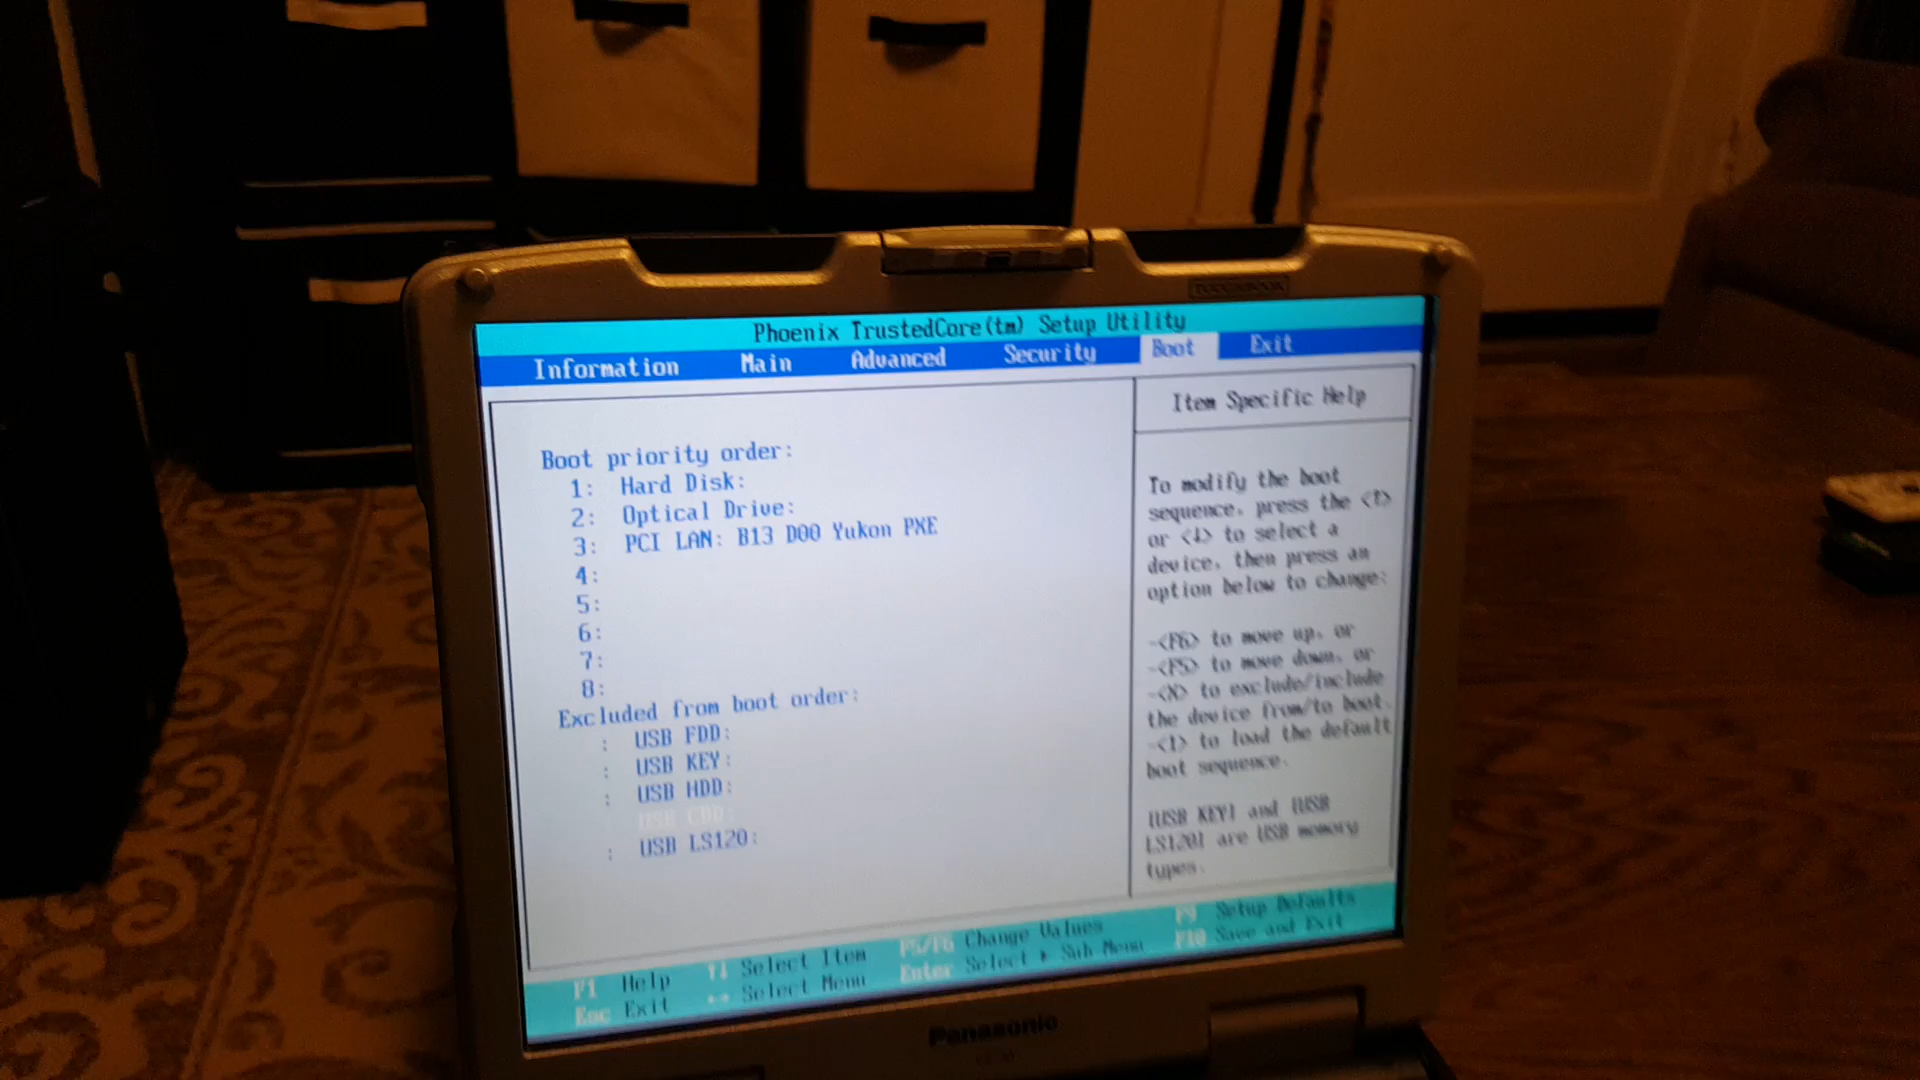 TOUGHBOOK
Phoenix TrustedCore(tm) Setup Utility
Information Main Advanced Security Boot Exit
Boot priority order:
1: Hard Disk:
2: Optical Drive:
3: PCI LAN: B13 D00 Yukon PXE
4:
5:
6:
7:
8:
Excluded from boot order:
: USB FDD:
: USB KEY:
: USB HDD:
USB CDD:
: USB LS120:
Item Specific Help
To modify the boot
sequence, press the <↑>
or <↓> to select a
device, then press an
option below to change:
-<F6> to move up, or
-<F5> to move down, or
-<X> to exclude/include
the device from/to boot.
-<1> to load the default
boot sequence.
[USB KEY] and [USB
LS120] are USB memory
types.
F1 Help ↑↓ Select Item F5/F6 Change Values F9 Setup Defaults
Esc Exit ↔ Select Menu Enter Select ▸ Sub-Menu F10 Save and Exit
Panasonic